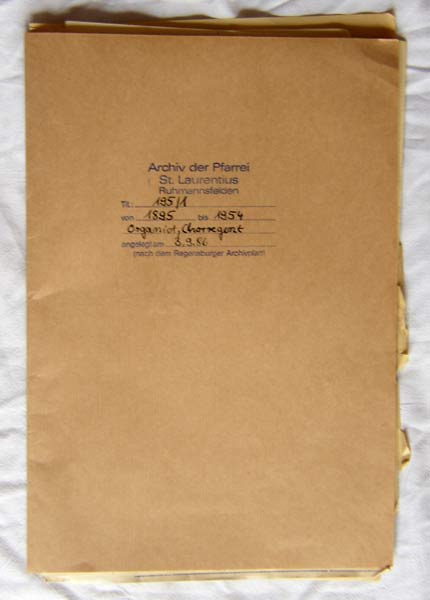 Archiv der Pfarrei
St. Laurentius
Ruhmannsfelden
Tit.: 195/1
von 1895 bis 1954
Organist, Chorregent
angelegt am 3.9.86
(nach dem Regensburger Archivplan)